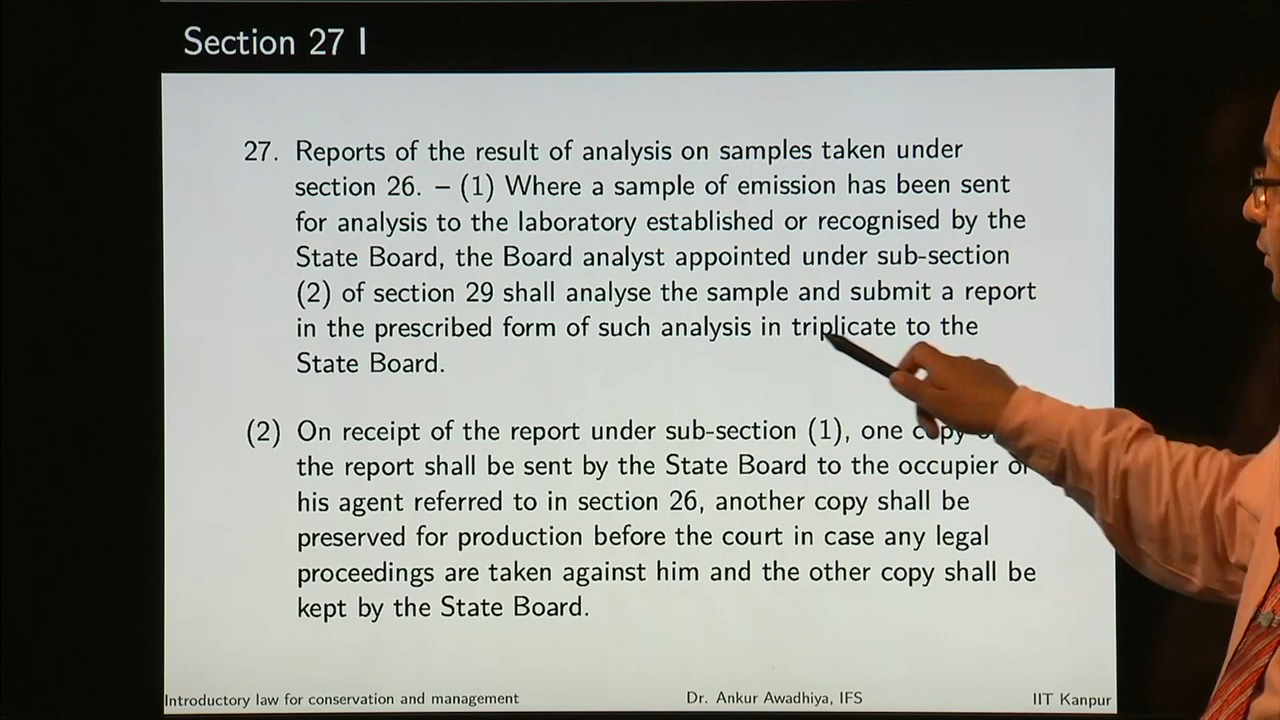 Section 27 I
27. Reports of the result of analysis on samples taken under
section 26. – (1) Where a sample of emission has been sent
for analysis to the laboratory established or recognised by the
State Board, the Board analyst appointed under sub-section
(2) of section 29 shall analyse the sample and submit a report
in the prescribed form of such analysis in triplicate to the
State Board.
(2) On receipt of the report under sub-section (1), one copy
the report shall be sent by the State Board to the occupier or
his agent referred to in section 26, another copy shall be
preserved for production before the court in case any legal
proceedings are taken against him and the other copy shall be
kept by the State Board.
Introductory law for conservation and management Dr. Ankur Awadhiya, IFS IIT Kanpur